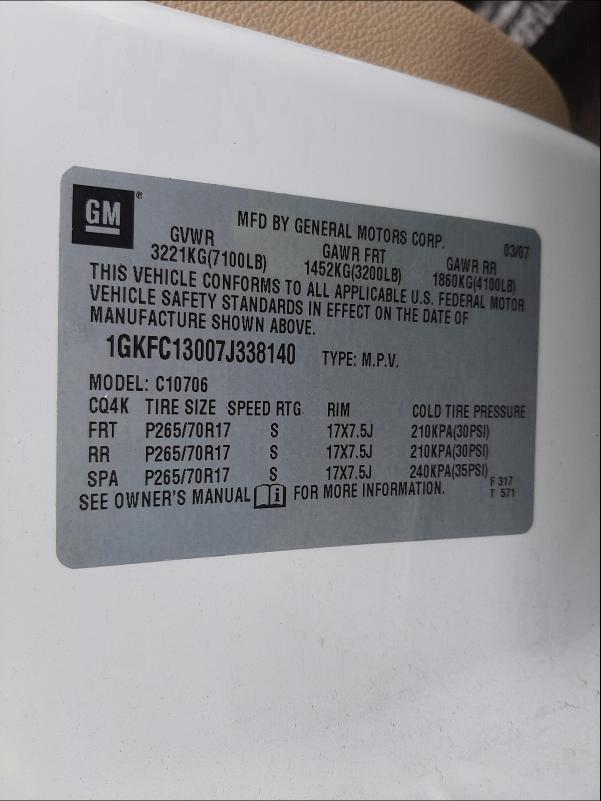 GM ®
MFD BY GENERAL MOTORS CORP. 03/07
GVWR GAWR FRT GAWR RR
3221KG(7100LB) 1452KG(3200LB) 1860KG(4100LB)
THIS VEHICLE CONFORMS TO ALL APPLICABLE U.S. FEDERAL MOTOR
VEHICLE SAFETY STANDARDS IN EFFECT ON THE DATE OF
MANUFACTURE SHOWN ABOVE.
1GKFC13007J338140 TYPE: M.P.V.
MODEL: C10706
CQ4K TIRE SIZE SPEED RTG RIM COLD TIRE PRESSURE
FRT P265/70R17 S 17X7.5J 210KPA(30PSI)
RR P265/70R17 S 17X7.5J 210KPA(30PSI)
SPA P265/70R17 S 17X7.5J 240KPA(35PSI)
F 317
SEE OWNER'S MANUAL i FOR MORE INFORMATION. T 571